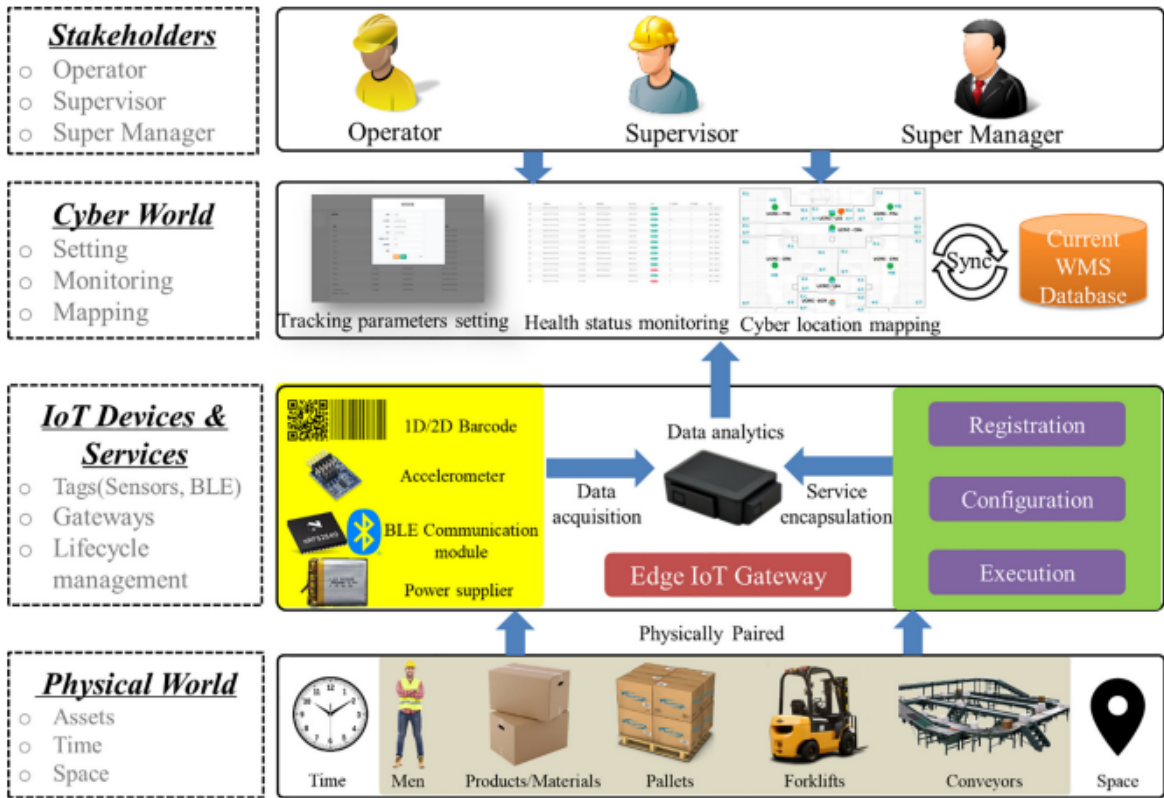 Stakeholders
Operator
Supervisor
Super Manager
Operator
Supervisor
Super Manager
Cyber World
Setting
Monitoring
Mapping
Tracking parameters setting
Health status monitoring
Cyber location mapping
Sync
Current
WMS
Database
IoT Devices &
Services
Tags(Sensors, BLE)
Gateways
Lifecycle
management
1D/2D Barcode
Accelerometer
BLE Communication
module
Power supplier
Data analytics
Data
acquisition
Service
encapsulation
Edge IoT Gateway
Registration
Configuration
Execution
Physically Paired
Physical World
Assets
Time
Space
Time
Men
Products/Materials
Pallets
Forklifts
Conveyors
Space